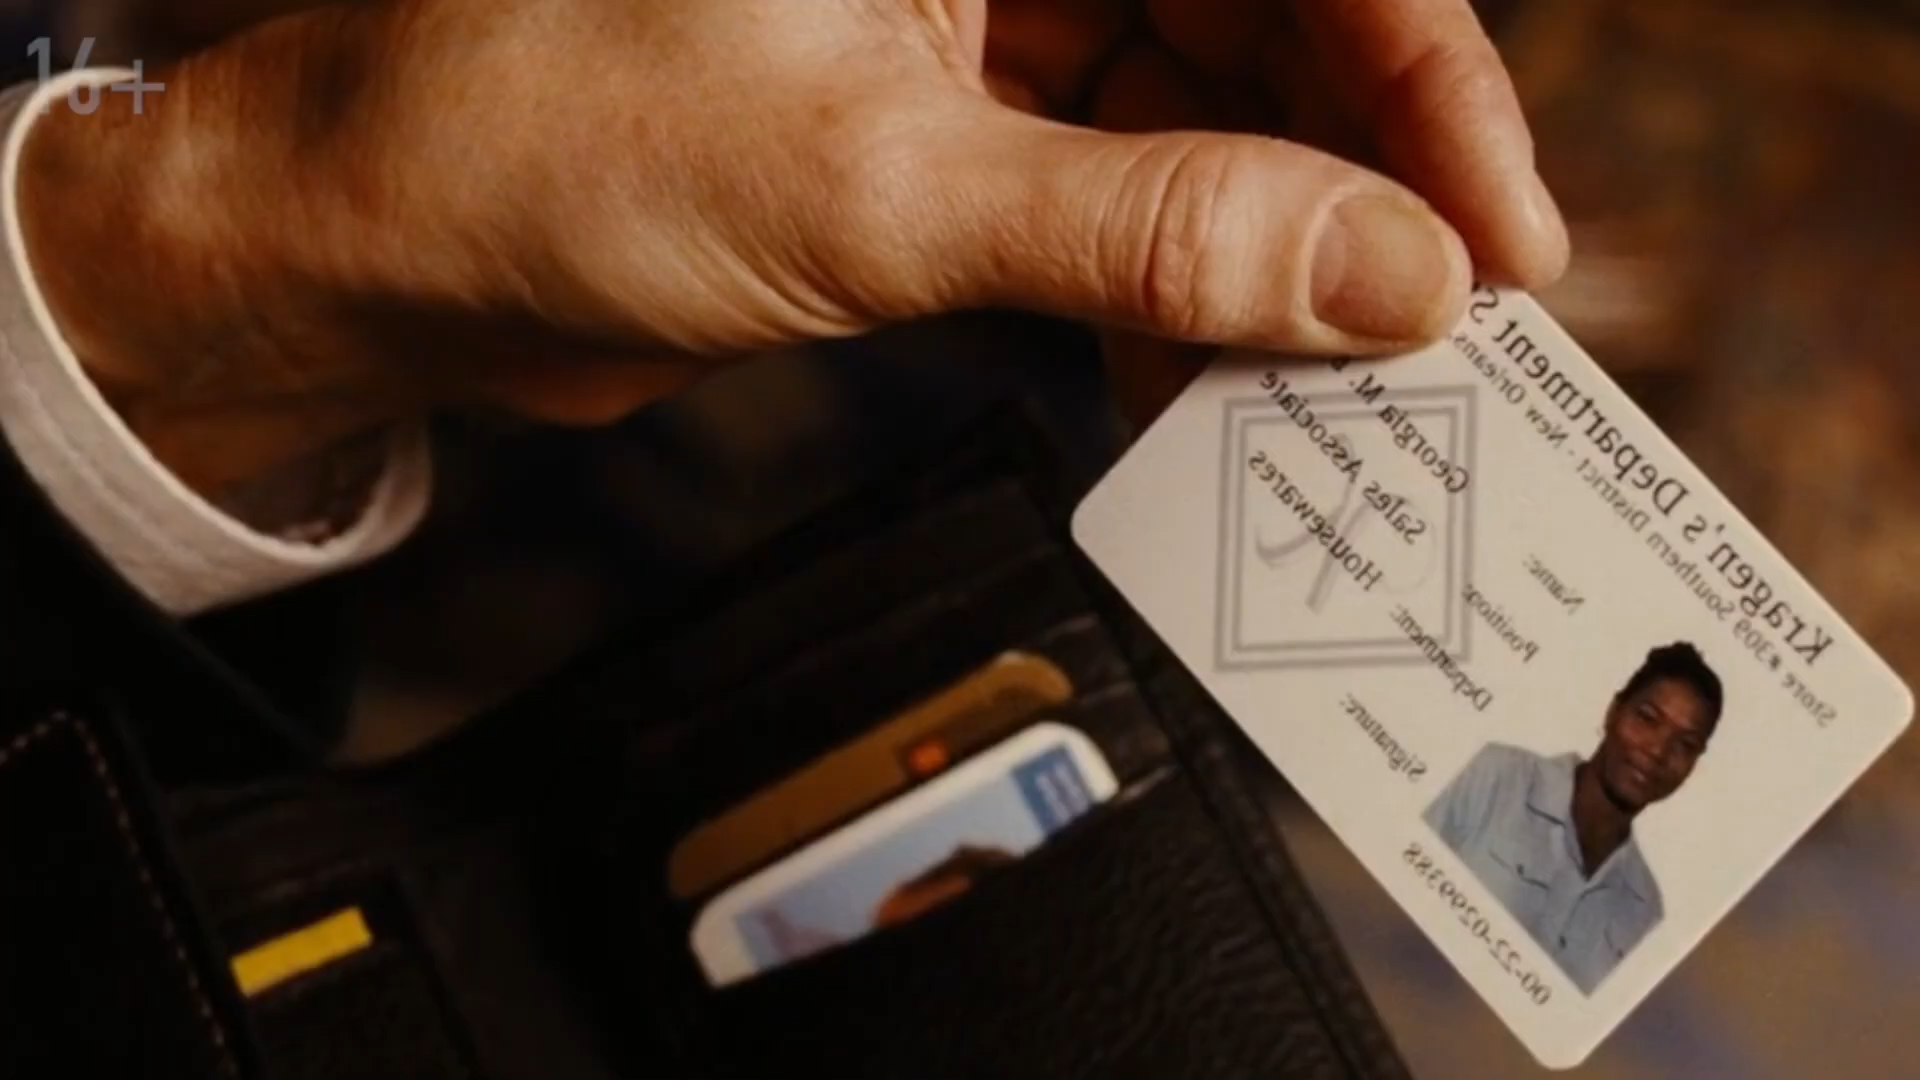 16+
Kragen's Department S
Store #309 Southern District - New Orleans
Name: Georgia M.
Position: Sales Associate
Department: Housewares
Signature:
00-22-0299388